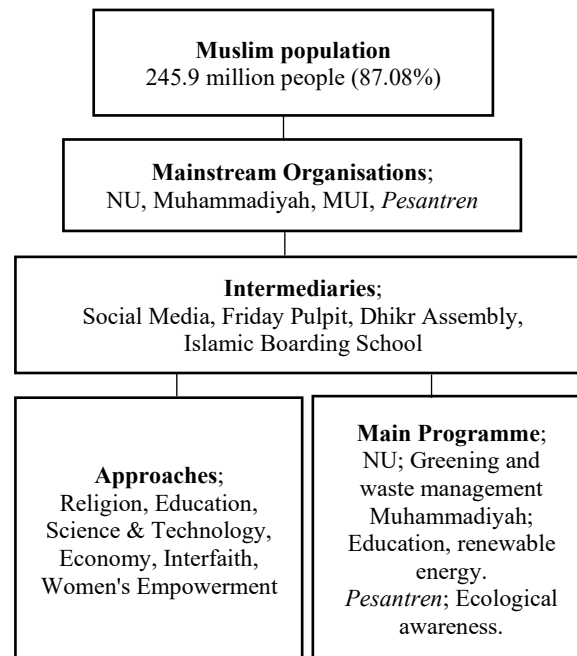 Muslim population
245.9 million people (87.08%)
Mainstream Organisations;
NU, Muhammadiyah, MUI, Pesantren
Intermediaries;
Social Media, Friday Pulpit, Dhikr Assembly,
Islamic Boarding School
Approaches;
Religion, Education,
Science & Technology,
Economy, Interfaith,
Women's Empowerment
Main Programme;
NU; Greening and
waste management
Muhammadiyah;
Education, renewable
energy.
Pesantren; Ecological
awareness.